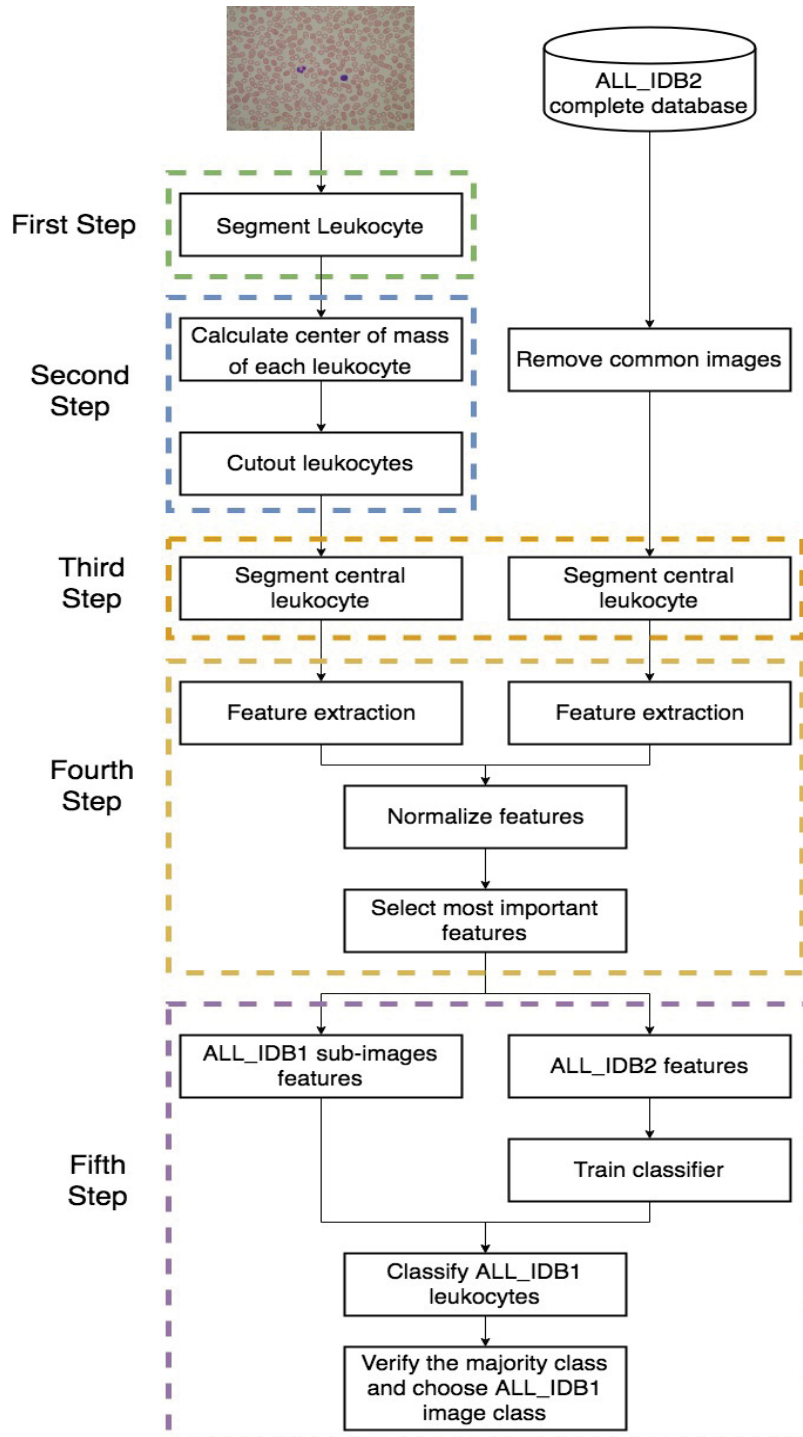 ALL_IDB2
complete database
First Step
Segment Leukocyte
Second
Step
Calculate center of mass
of each leukocyte
Remove common images
Cutout leukocytes
Third
Step
Segment central
leukocyte
Segment central
leukocyte
Fourth
Step
Feature extraction
Feature extraction
Normalize features
Select most important
features
Fifth
Step
ALL_IDB1 sub-images
features
ALL_IDB2 features
Train classifier
Classify ALL_IDB1
leukocytes
Verify the majority class
and choose ALL_IDB1
image class